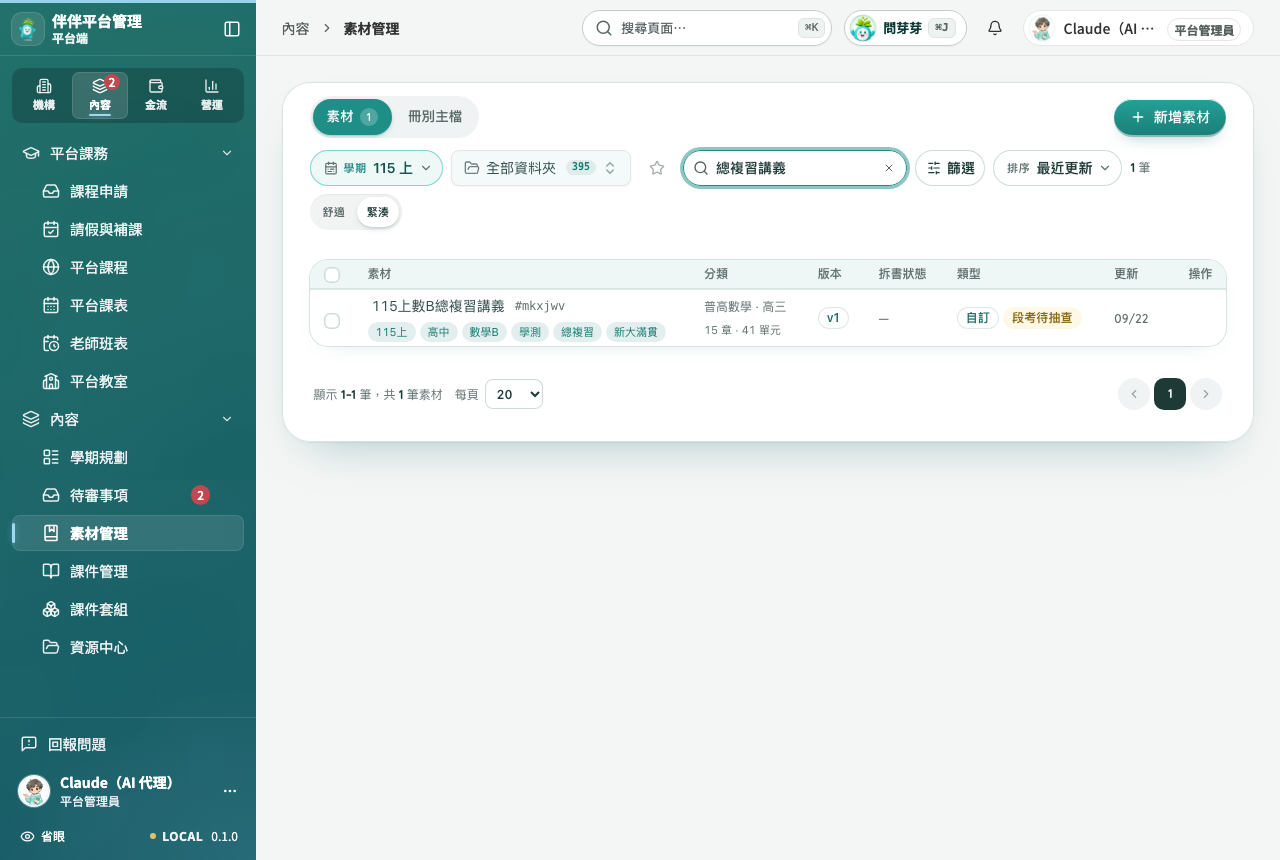 伴伴平台管理
平台端
機構
內容
2
金流
營運
平台課務
課程申請
請假與補課
平台課程
平台課表
老師班表
平台教室
內容
學期規劃
待審事項 2
素材管理
課件管理
課件套組
資源中心
回報問題
Claude（AI 代理）
平台管理員
省眼 LOCAL 0.1.0
內容 > 素材管理
搜尋頁面… ⌘K
問芽芽 ⌘J
Claude（AI … 平台管理員
素材 1 冊別主檔
+ 新增素材
學期 115 上 全部資料夾 395 總複習講義 × 篩選 排序 最近更新 1 筆
舒適 緊湊
素材 分類 版本 拆書狀態 類型 更新 操作
115上數B總複習講義 #mkxjwv
115上 高中 數學B 學測 總複習 新大滿貫
普高數學 · 高三
15 章 · 41 單元
v1 — 自訂 段考待抽查 09/22
顯示 1-1 筆，共 1 筆素材 每頁 20
1